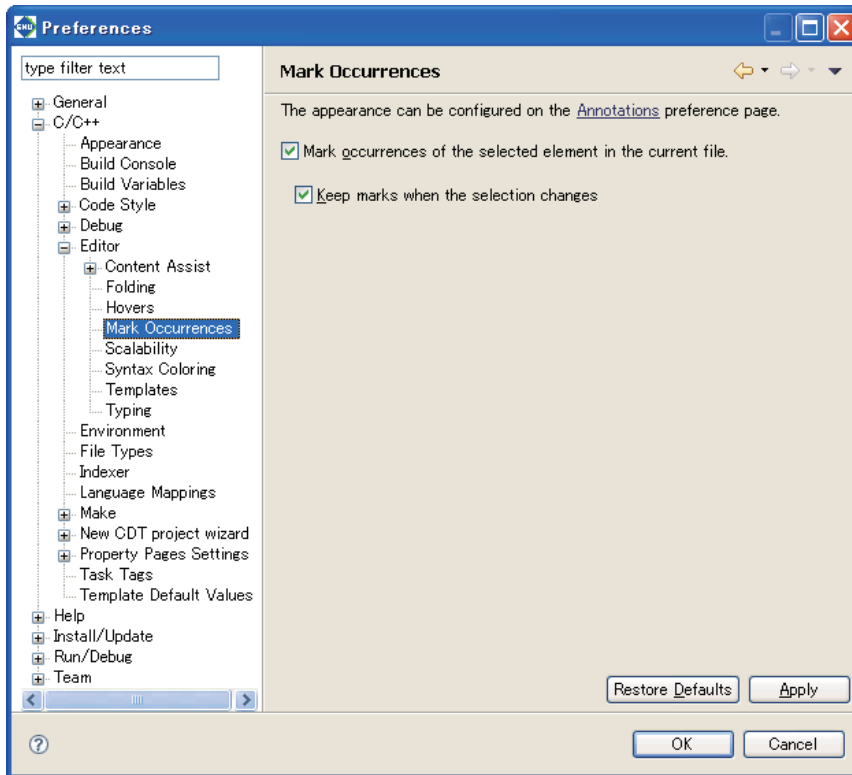 Preferences
type filter text
General
C/C++
Appearance
Build Console
Build Variables
Code Style
Debug
Editor
Content Assist
Folding
Hovers
Mark Occurrences
Scalability
Syntax Coloring
Templates
Typing
Environment
File Types
Indexer
Language Mappings
Make
New CDT project wizard
Property Pages Settings
Task Tags
Template Default Values
Help
Install/Update
Run/Debug
Team
Mark Occurrences
The appearance can be configured on the Annotations preference page.
Mark occurrences of the selected element in the current file.
Keep marks when the selection changes
Restore Defaults
Apply
OK
Cancel